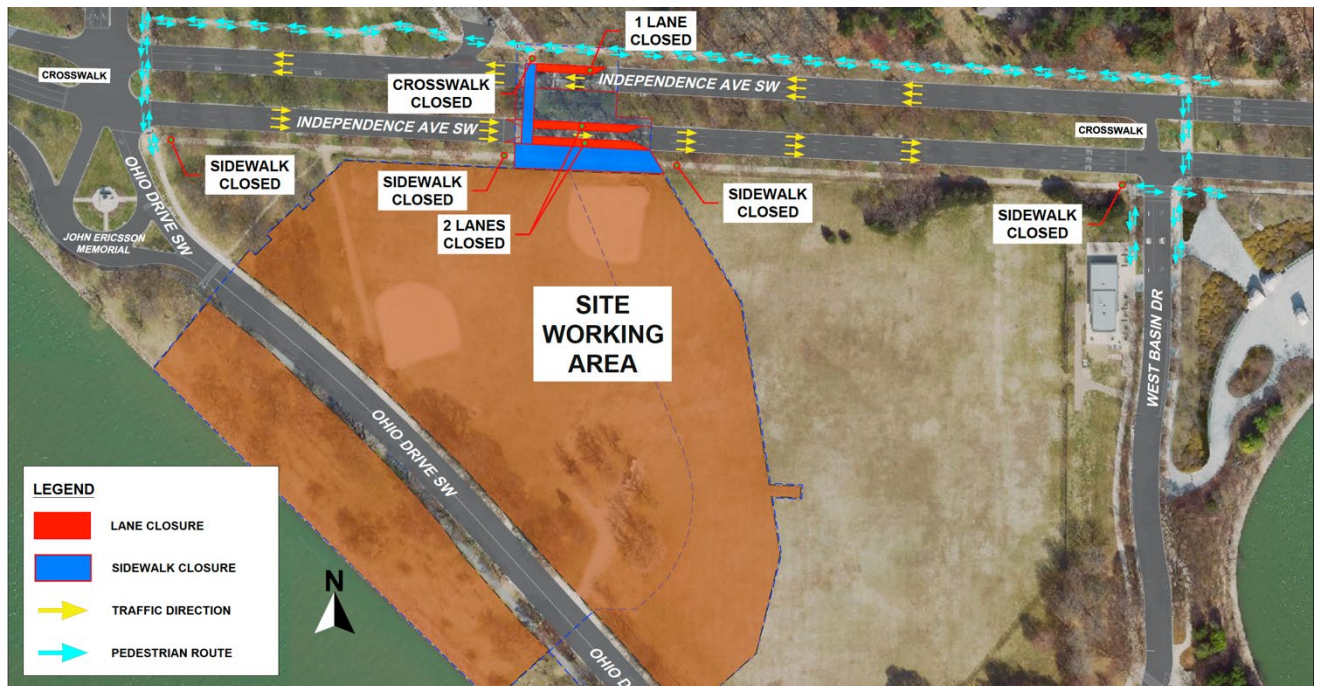 1 LANE
CLOSED
CROSSWALK
CROSSWALK
CLOSED
INDEPENDENCE AVE SW
INDEPENDENCE AVE SW
CROSSWALK
SIDEWALK
CLOSED
SIDEWALK
CLOSED
SIDEWALK
CLOSED
SIDEWALK
CLOSED
2 LANES
CLOSED
OHIO DRIVE SW
JOHN ERICSSON
MEMORIAL
SITE
WORKING
AREA
WEST BASIN DR
OHIO DRIVE SW
OHIO D
LEGEND
LANE CLOSURE
SIDEWALK CLOSURE
TRAFFIC DIRECTION
PEDESTRIAN ROUTE
N